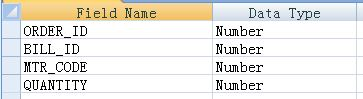 Field Name Data Type
ORDER_ID Number
BILL_ID Number
MTR_CODE Number
QUANTITY Number